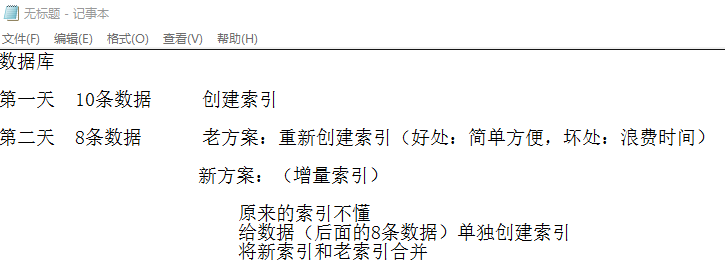 无标题 - 记事本
文件(F) 编辑(E) 格式(O) 查看(V) 帮助(H)
数据库
第一天 10条数据 创建索引
第二天 8条数据 老方案：重新创建索引（好处：简单方便，坏处：浪费时间）
新方案：（增量索引）
原来的索引不懂
给数据（后面的8条数据）单独创建索引
将新索引和老索引合并